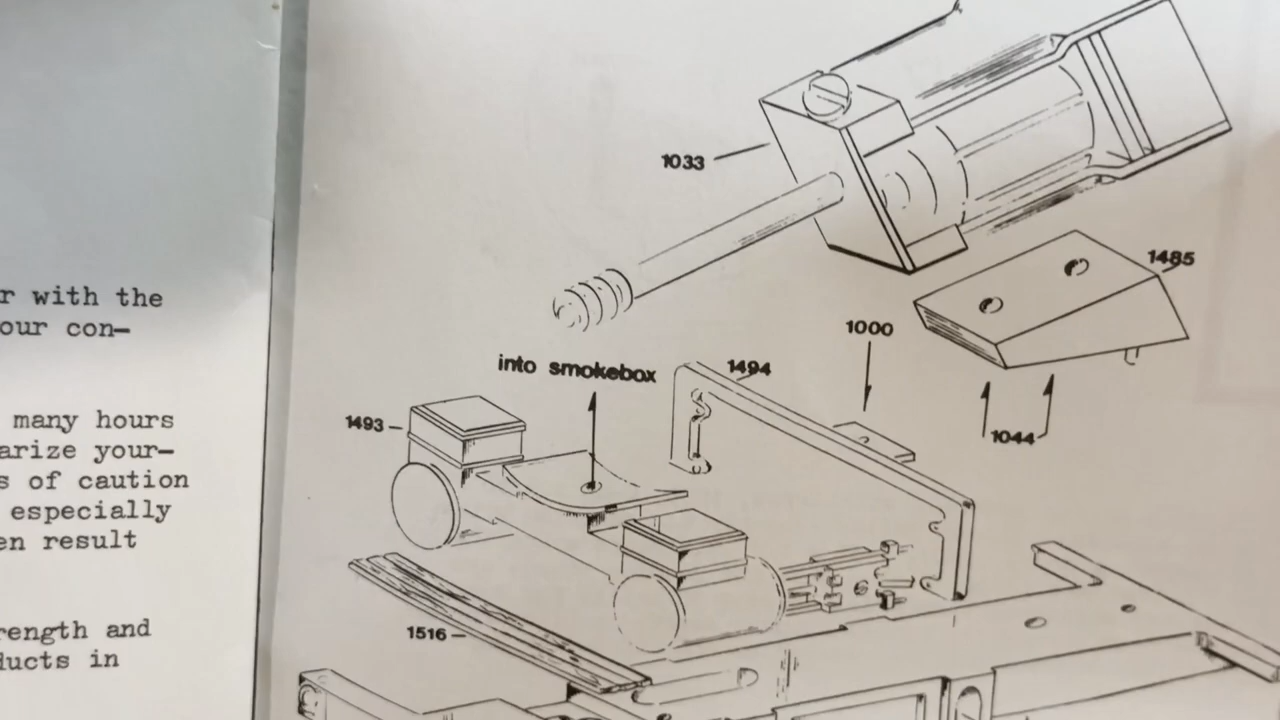 r with the
our con—
many hours
arize your—
s of caution
especially
en result
rength and
ducts in
1033
1485
1000
into smokebox
1494
1493
1044
1516